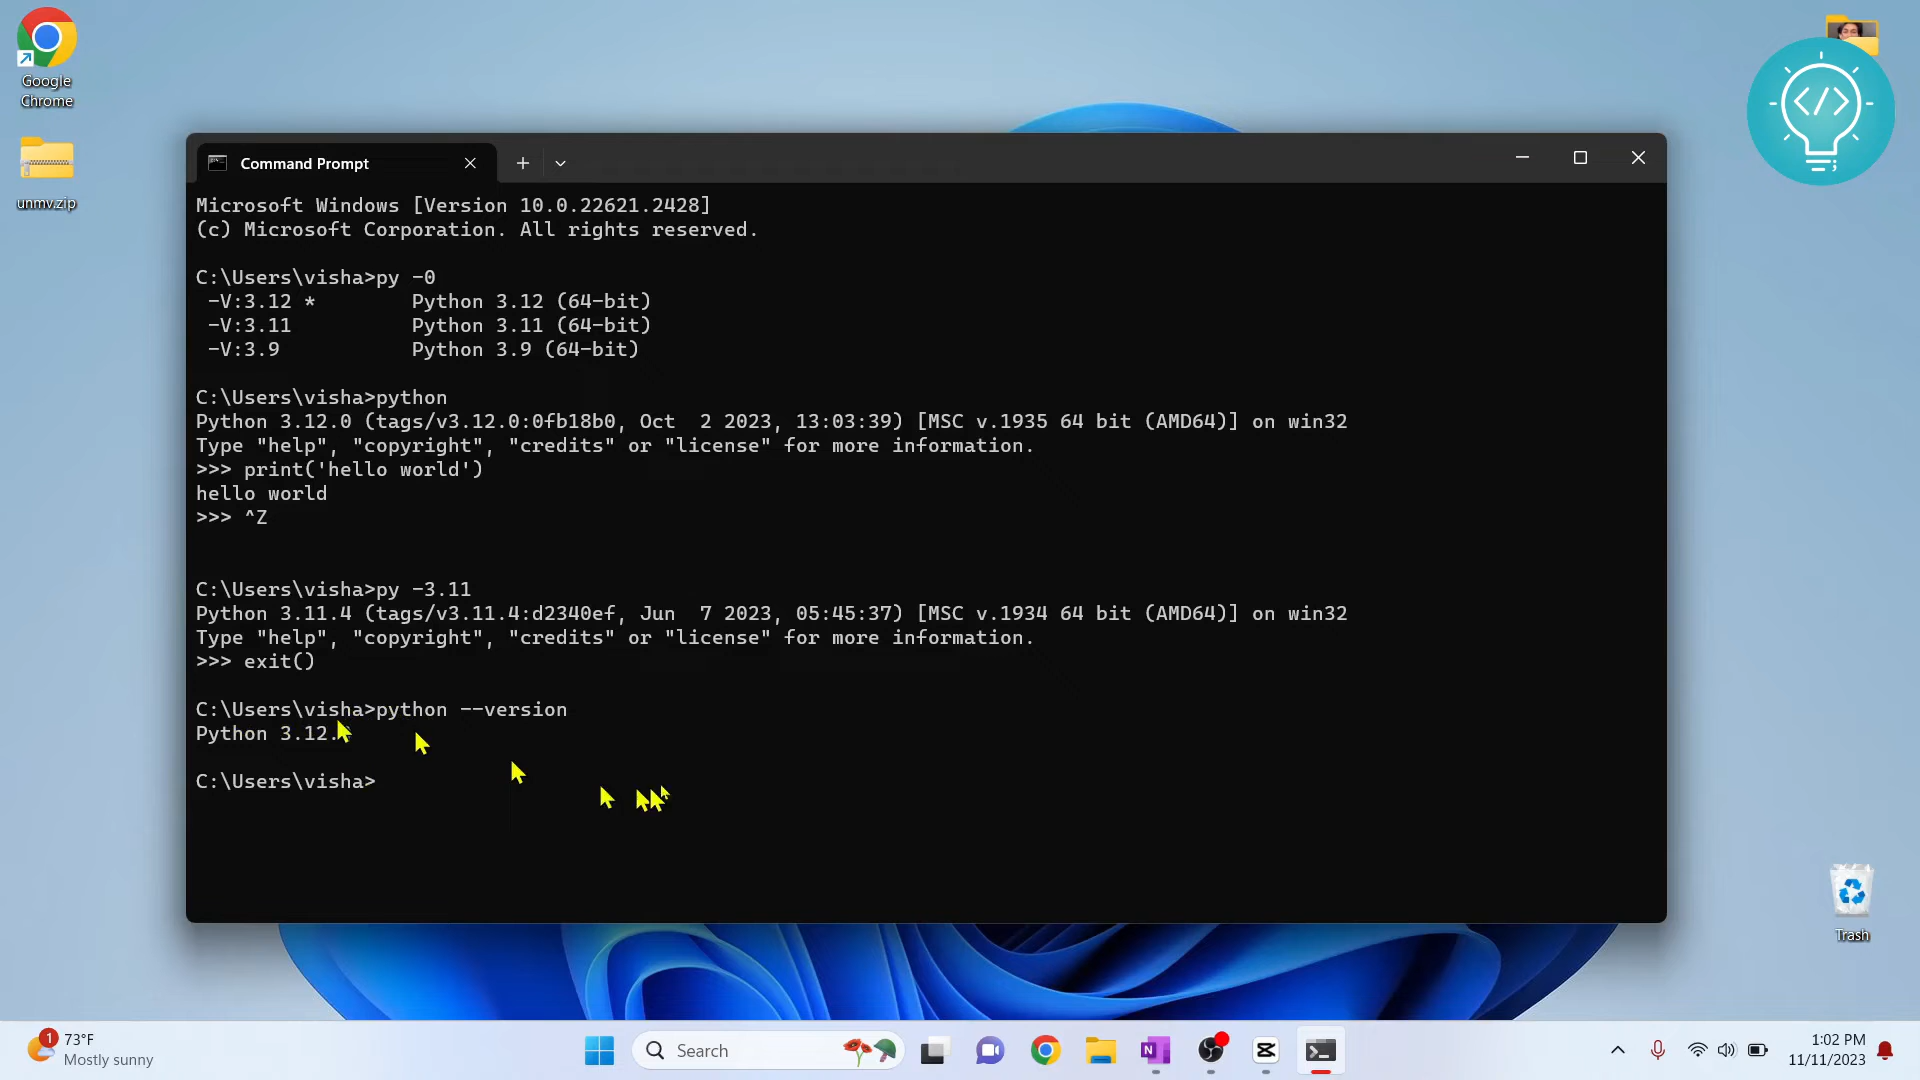 Google
Chrome
unmv.zip
Command Prompt
Microsoft Windows [Version 10.0.22621.2428]
(c) Microsoft Corporation. All rights reserved.
C:\Users\visha>py -0
-V:3.12 * Python 3.12 (64-bit)
-V:3.11 Python 3.11 (64-bit)
-V:3.9 Python 3.9 (64-bit)
C:\Users\visha>python
Python 3.12.0 (tags/v3.12.0:0fb18b0, Oct 2 2023, 13:03:39) [MSC v.1935 64 bit (AMD64)] on win32
Type "help", "copyright", "credits" or "license" for more information.
>>> print('hello world')
hello world
>>> ^Z
C:\Users\visha>py -3.11
Python 3.11.4 (tags/v3.11.4:d2340ef, Jun 7 2023, 05:45:37) [MSC v.1934 64 bit (AMD64)] on win32
Type "help", "copyright", "credits" or "license" for more information.
>>> exit()
C:\Users\visha>python --version
Python 3.12.
C:\Users\visha>
Trash
1
73°F
Mostly sunny
Search
1:02 PM
11/11/2023